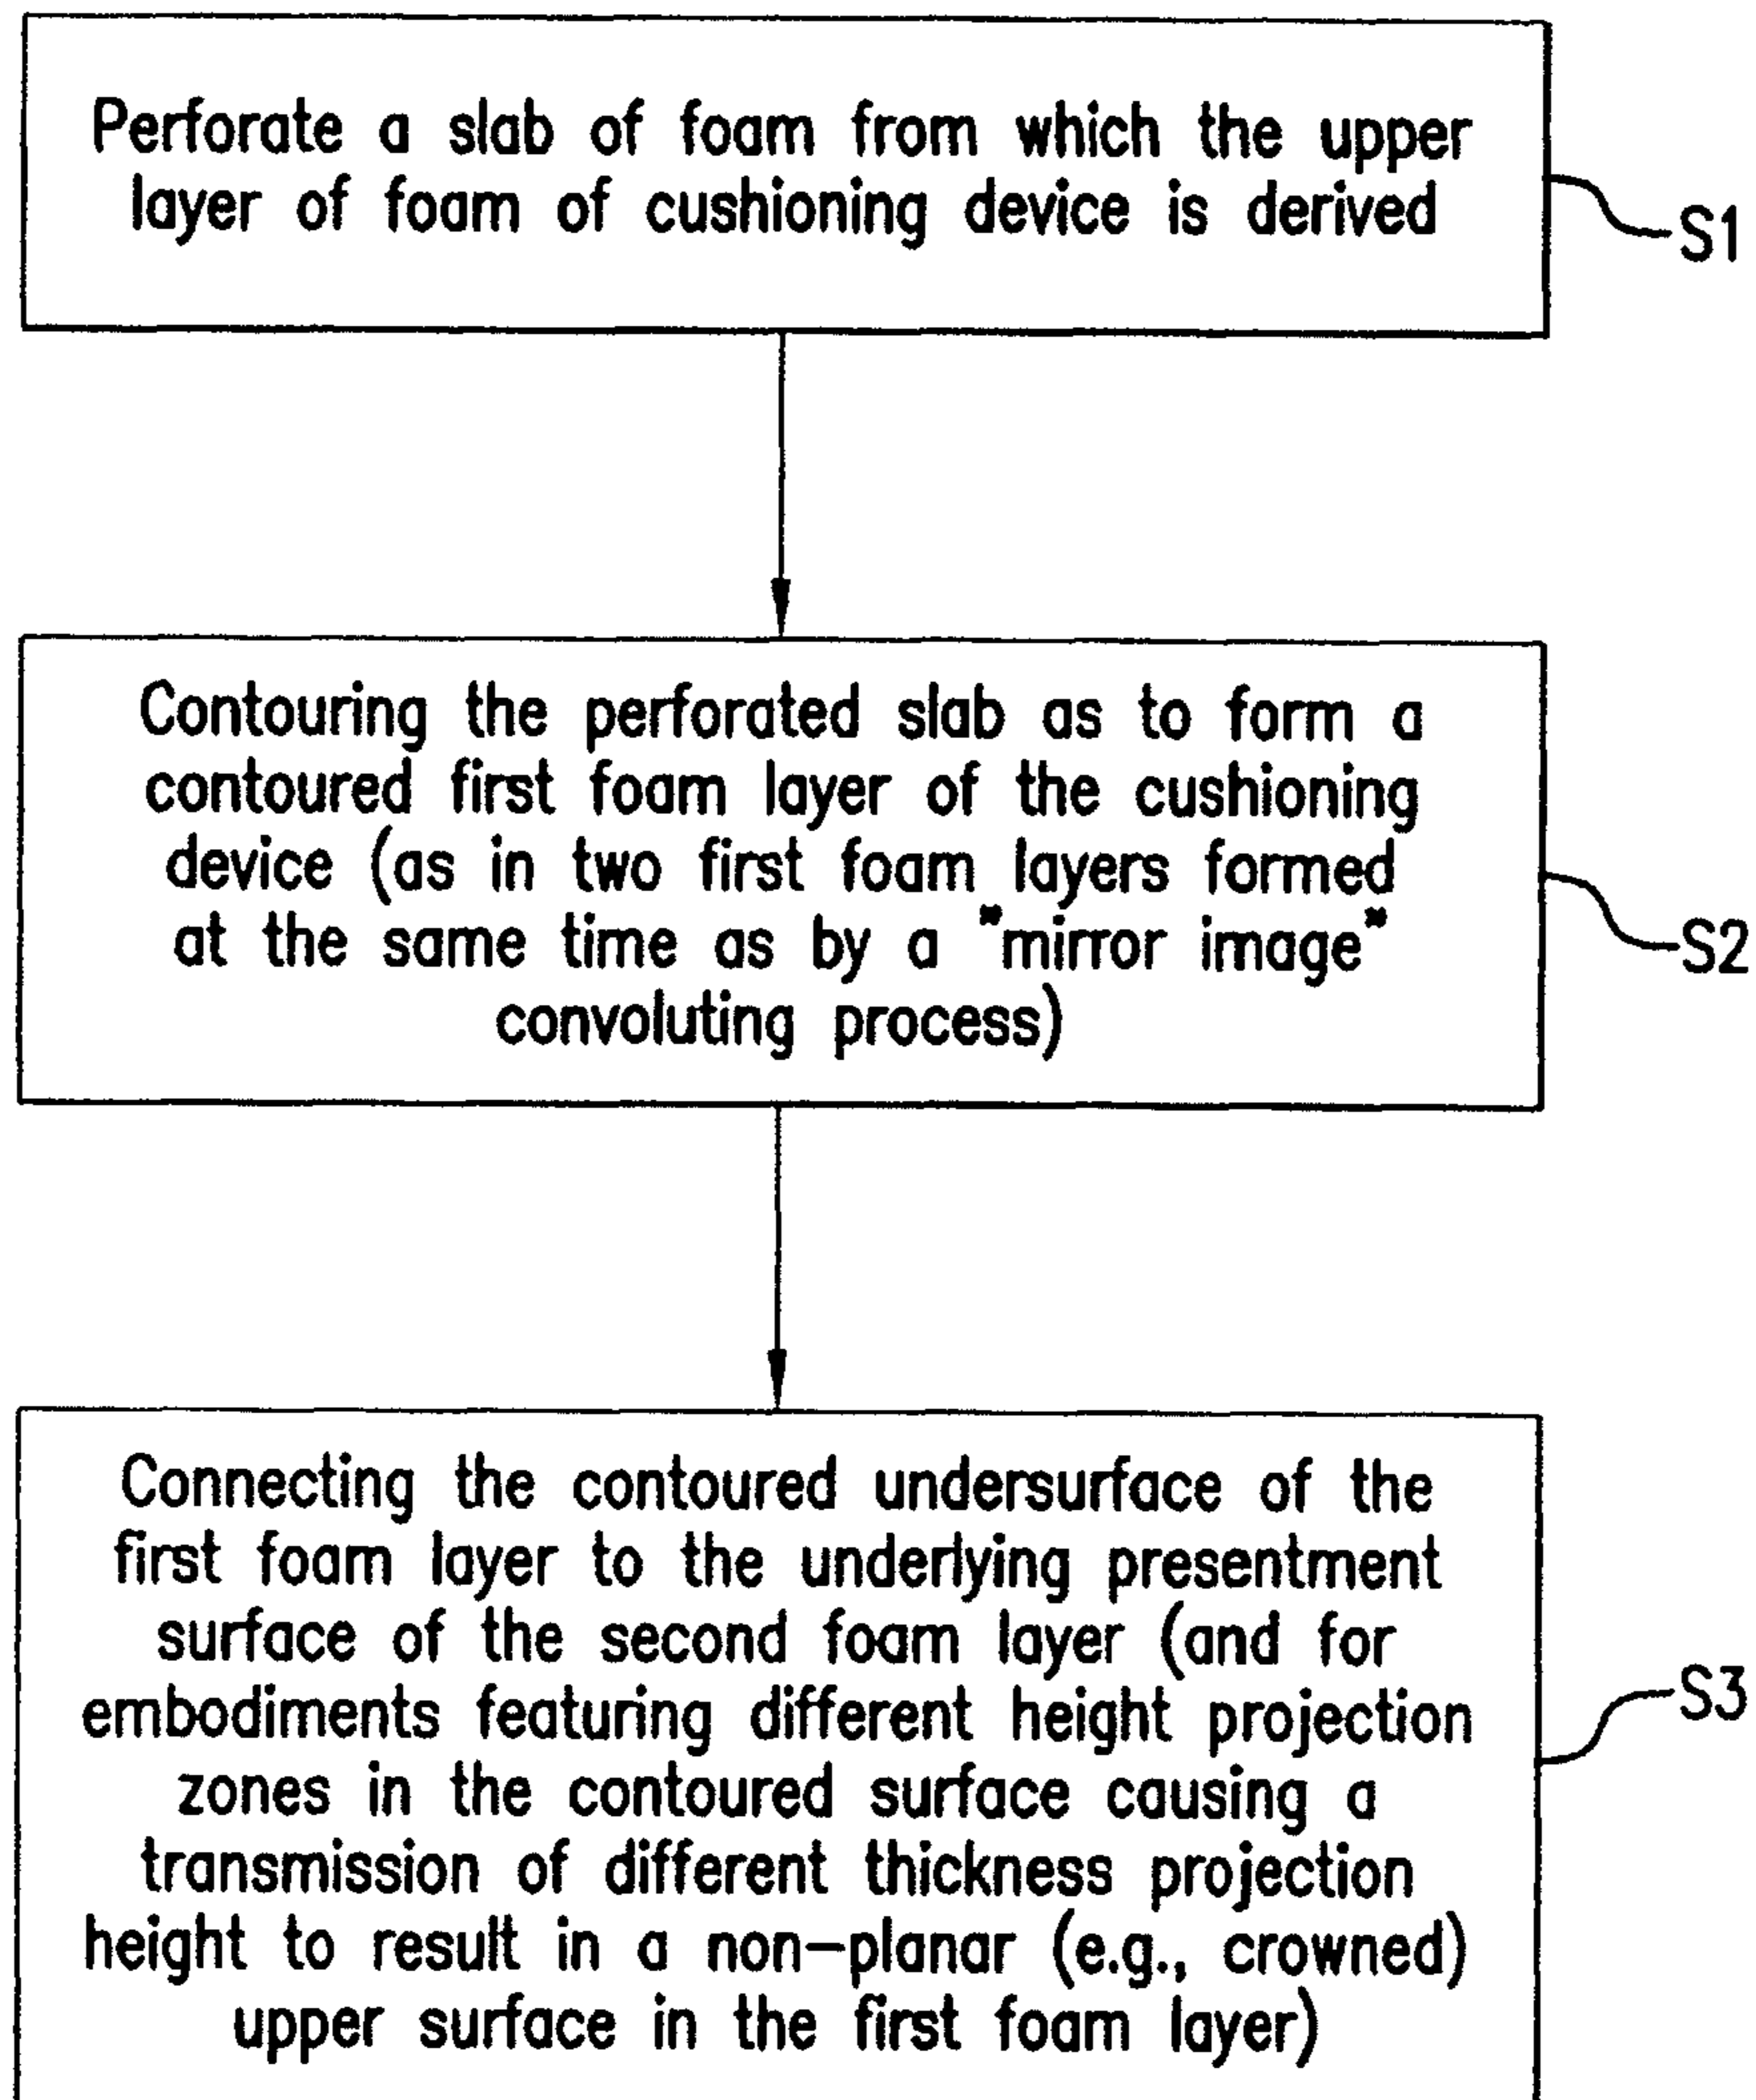 Perforate a slab of foam from which the upper
layer of foam of cushioning device is derived
S1
Contouring the perforated slab as to form a
contoured first foam layer of the cushioning
device (as in two first foam layers formed
at the same time as by a "mirror image"
convoluting process)
S2
Connecting the contoured undersurface of the
first foam layer to the underlying presentment
surface of the second foam layer (and for
embodiments featuring different height projection
zones in the contoured surface causing a
transmission of different thickness projection
height to result in a non-planar (e.g., crowned)
upper surface in the first foam layer)
S3